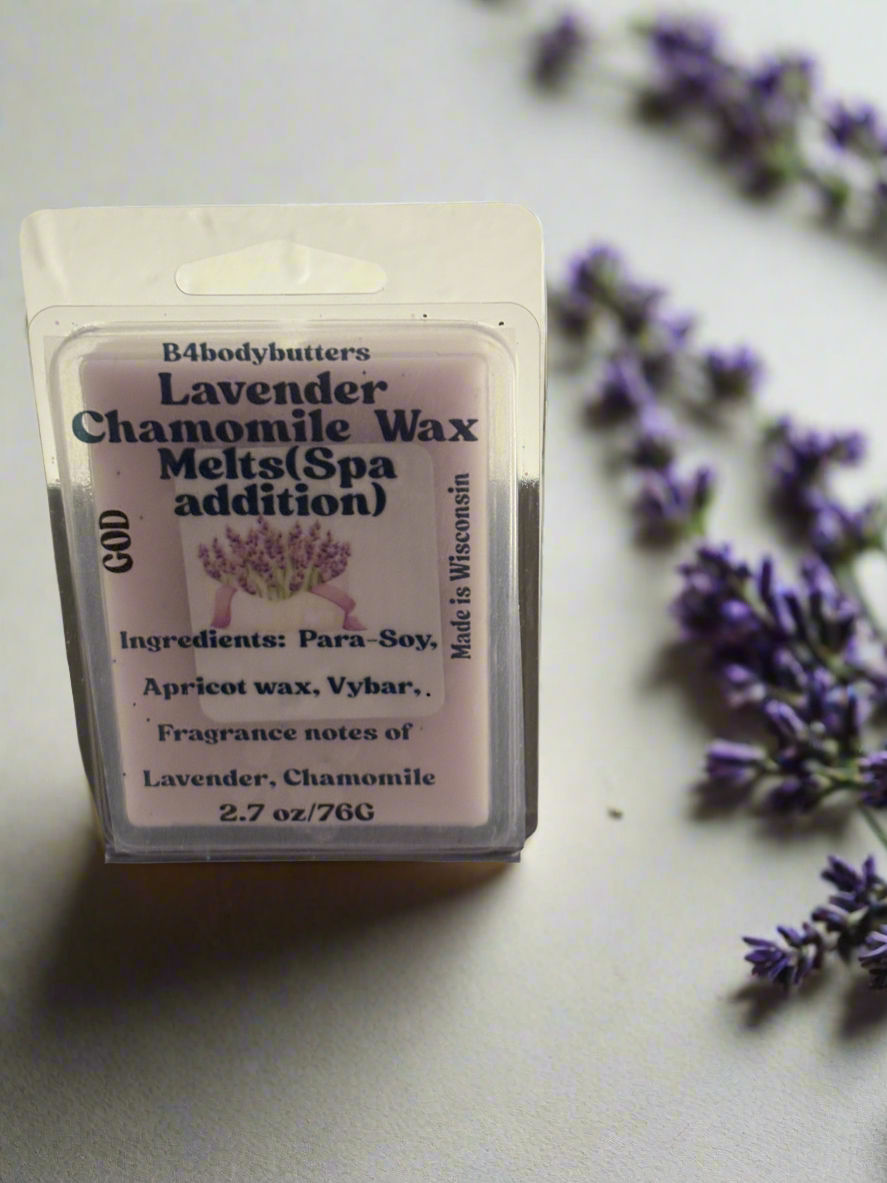 B4bodybutters
Lavender
Chamomile Wax
Melts(Spa
addition)
GOD
Made is Wisconsin
Ingredients: Para-Soy,
Apricot wax, Vybar, .
Fragrance notes of
Lavender, Chamomile
2.7 oz/76G